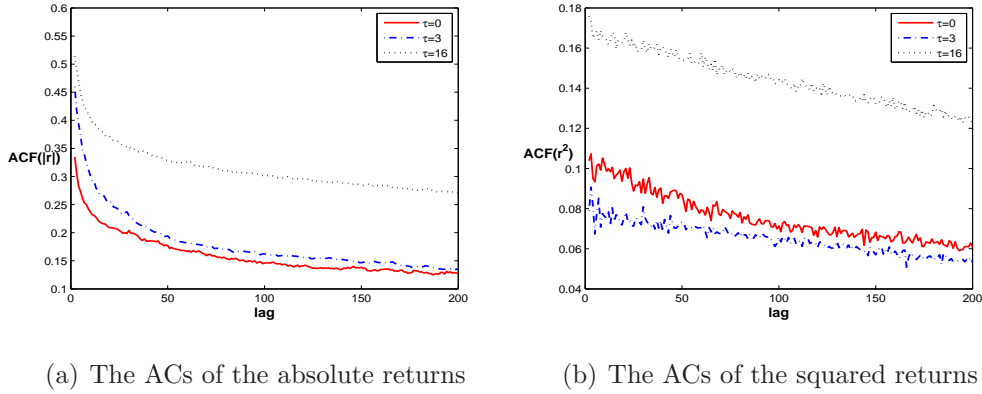 0.6
0.55
0.5
0.45
0.4
0.35
ACF(|r|)
0.3
0.25
0.2
0.15
0.1
0
50
100
150
200
lag
τ=0
τ=3
τ=16
(a) The ACs of the absolute returns
0.18
0.16
0.14
0.12
ACF(r²)
0.1
0.08
0.06
0.04
0
50
100
150
200
lag
τ=0
τ=3
τ=16
(b) The ACs of the squared returns